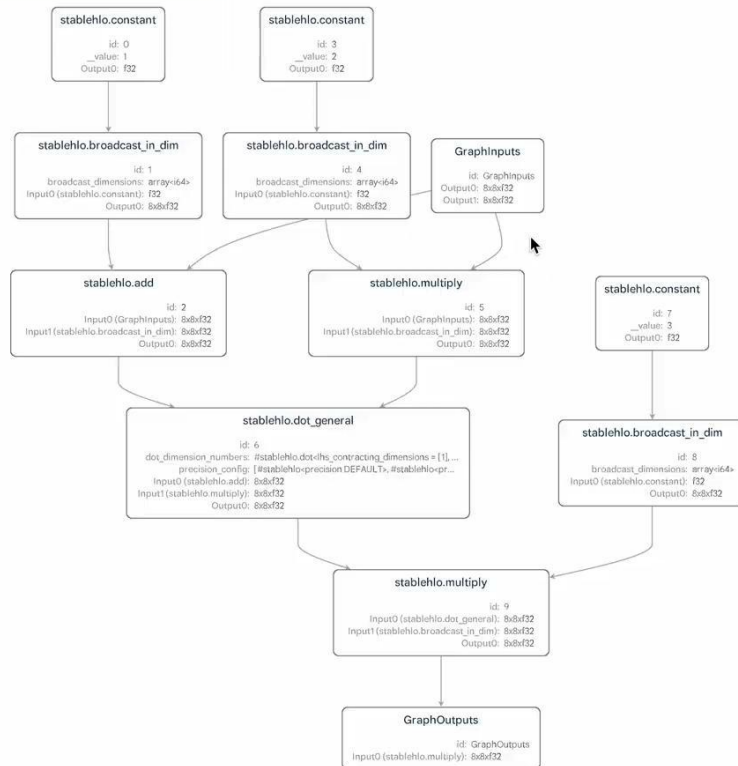 stablehlo.constant
id: 0
__value: 1
Output0: f32
stablehlo.constant
id: 3
__value: 2
Output0: f32
stablehlo.broadcast_in_dim
id: 1
broadcast_dimensions: array<i64>
Input0 (stablehlo.constant): f32
Output0: 8x8xf32
stablehlo.broadcast_in_dim
id: 4
broadcast_dimensions: array<i64>
Input0 (stablehlo.constant): f32
Output0: 8x8xf32
GraphInputs
id: GraphInputs
Output0: 8x8xf32
Output1: 8x8xf32
stablehlo.add
id: 2
Input0 (GraphInputs): 8x8xf32
Input1 (stablehlo.broadcast_in_dim): 8x8xf32
Output0: 8x8xf32
stablehlo.multiply
id: 5
Input0 (GraphInputs): 8x8xf32
Input1 (stablehlo.broadcast_in_dim): 8x8xf32
Output0: 8x8xf32
stablehlo.constant
id: 7
__value: 3
Output0: f32
stablehlo.dot_general
id: 6
dot_dimension_numbers: #stablehlo.dot<lhs_contracting_dimensions = [1], ...
precision_config: [#stablehlo<precision DEFAULT>, #stablehlo<pr...
Input0 (stablehlo.add): 8x8xf32
Input1 (stablehlo.multiply): 8x8xf32
Output0: 8x8xf32
stablehlo.broadcast_in_dim
id: 8
broadcast_dimensions: array<i64>
Input0 (stablehlo.constant): f32
Output0: 8x8xf32
stablehlo.multiply
id: 9
Input0 (stablehlo.dot_general): 8x8xf32
Input1 (stablehlo.broadcast_in_dim): 8x8xf32
Output0: 8x8xf32
GraphOutputs
id: GraphOutputs
Input0 (stablehlo.multiply): 8x8xf32